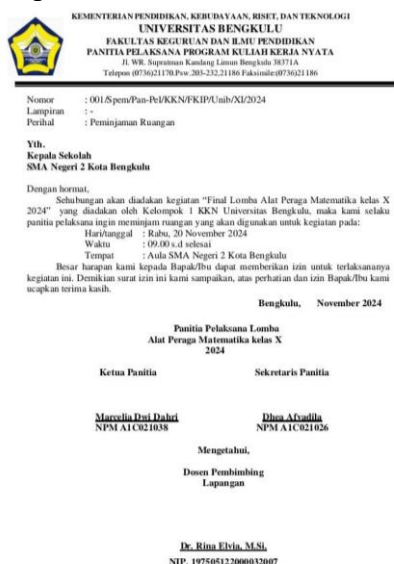 KEMENTERIAN PENDIDIKAN, KEBUDAYAAN, RISET, DAN TEKNOLOGI
UNIVERSITAS BENGKULU
FAKULTAS KEGURUAN DAN ILMU PENDIDIKAN
PANITIA PELAKSANA PROGRAM KULIAH KERJA NYATA
Jl. WR. Supratman Kandang Limun Bengkulu 38371A
Telepon (0736)21170.Psw.203-232,21186 Faksimile:(0736)21186
Nomor : 001/Spem/Pan-Pel/KKN/FKIP/Unib/XI/2024
Lampiran : -
Perihal : Peminjaman Ruangan
Yth.
Kepala Sekolah
SMA Negeri 2 Kota Bengkulu
Dengan hormat,
Sehubungan akan diadakan kegiatan “Final Lomba Alat Peraga Matematika kelas X
2024” yang diadakan oleh Kelompok 1 KKN Universitas Bengkulu, maka kami selaku
panitia pelaksana ingin meminjam ruangan yang akan digunakan untuk kegiatan pada:
Hari/tanggal : Rabu, 20 November 2024
Waktu : 09.00 s.d selesai
Tempat : Aula SMA Negeri 2 Kota Bengkulu
Besar harapan kami kepada Bapak/Ibu dapat memberikan izin untuk terlaksananya
kegiatan ini. Demikian surat izin ini kami sampaikan, atas perhatian dan izin Bapak/Ibu kami
ucapkan terima kasih.
Bengkulu, November 2024
Panitia Pelaksana Lomba
Alat Peraga Matematika kelas X
2024
Ketua Panitia Sekretaris Panitia
Marcelia Dwi Dahri Dhea Afvadila
NPM A1C021038 NPM A1C021026
Mengetahui,
Dosen Pembimbing
Lapangan
Dr. Rina Elvia, M.Si.
NIP. 197505122000032007